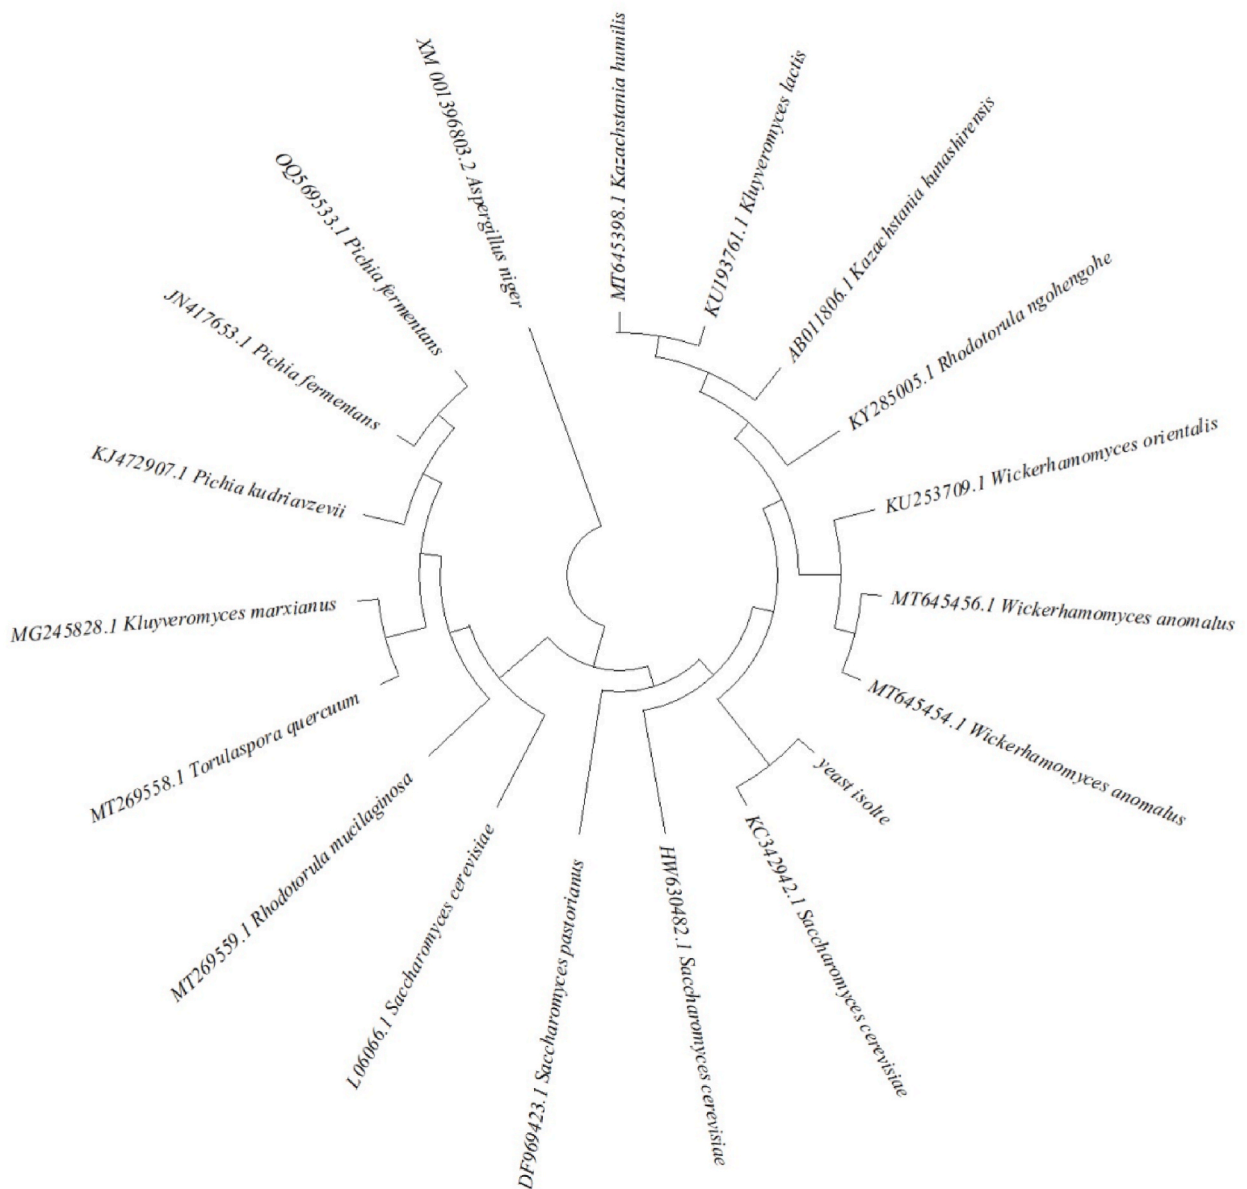 MT645398.1 Kazachstania humilis
KU193761.1 Kluyveromyces lactis
AB011806.1 Kazachstania kunashirensis
KY285005.1 Rhodotorula ngohengohe
KU253709.1 Wickerhamomyces orientalis
MT645456.1 Wickerhamomyces anomalus
MT645454.1 Wickerhamomyces anomalus
yeast isolte
KC342942.1 Saccharomyces cerevisiae
HW630482.1 Saccharomyces cerevisiae
DF969423.1 Saccharomyces pastorianus
L06066.1 Saccharomyces cerevisiae
MT269559.1 Rhodotorula mucilaginosa
MT269558.1 Torulaspora quercuum
MG245828.1 Kluyveromyces marxianus
KJ472907.1 Pichia kudriavzevii
JN417653.1 Pichia fermentans
OQ569533.1 Pichia fermentans
XM 001396803.2 Aspergillus niger